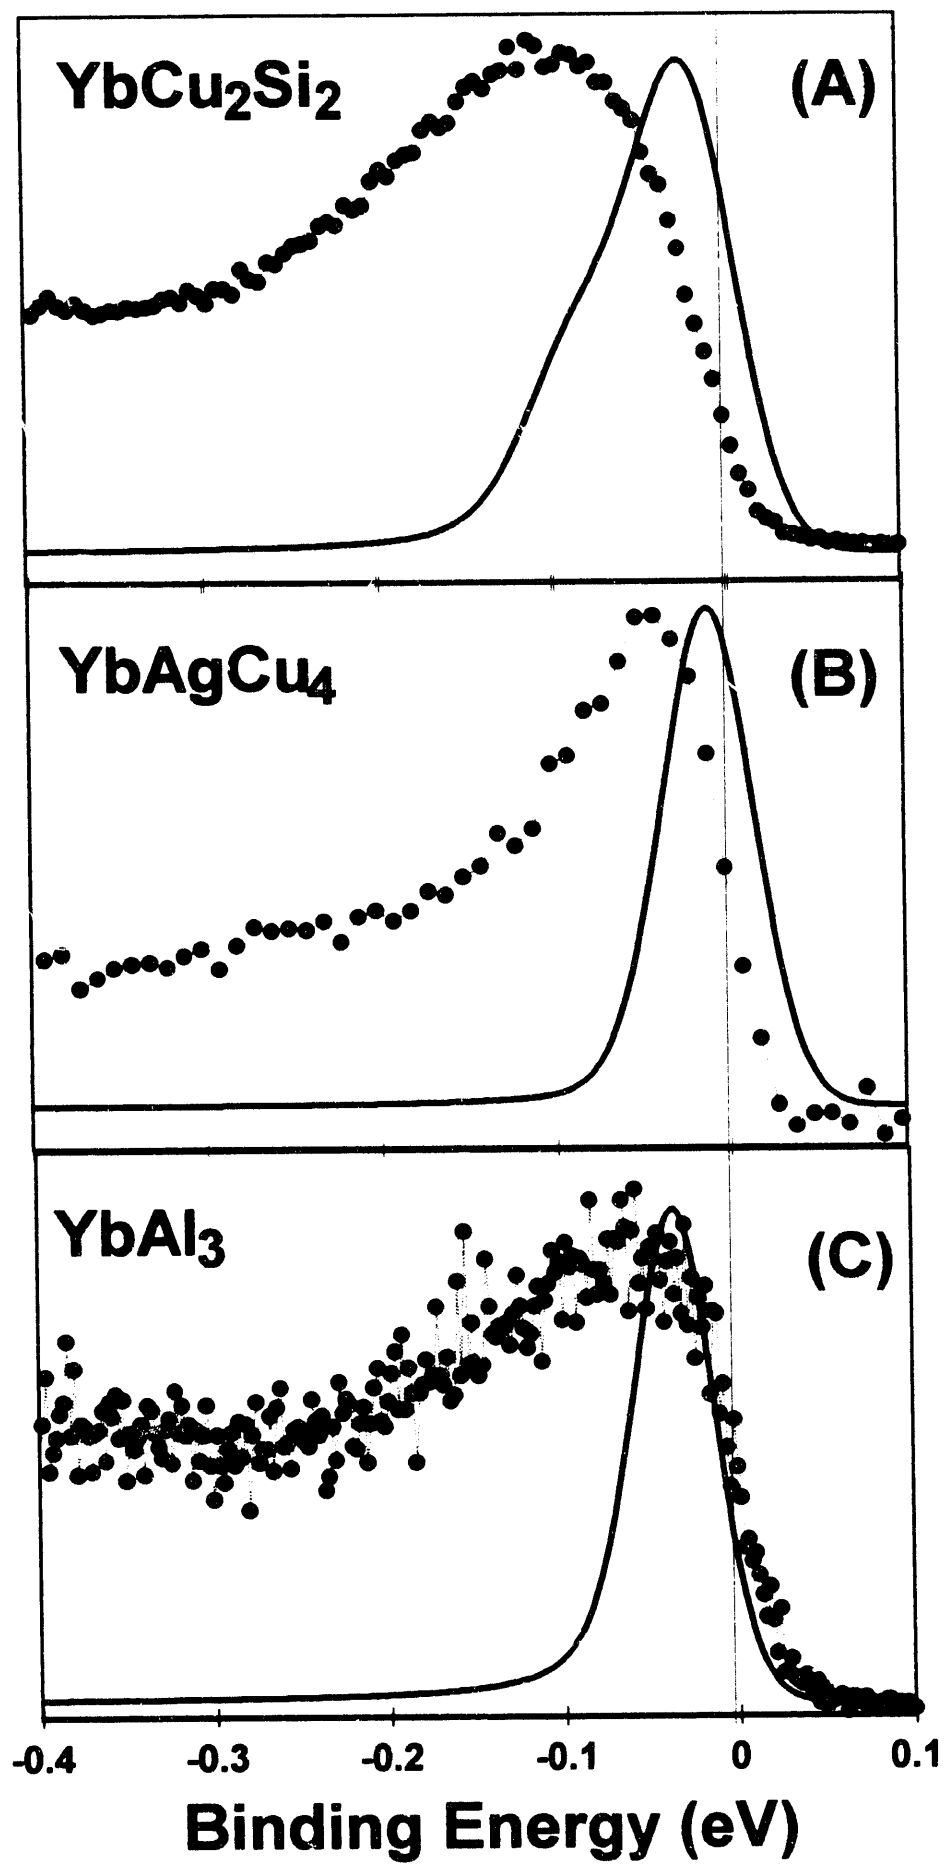 YbCu2Si2
(A)
YbAgCu4
(B)
YbAl3
(C)
-0.4 -0.3 -0.2 -0.1 0 0.1
Binding Energy (eV)